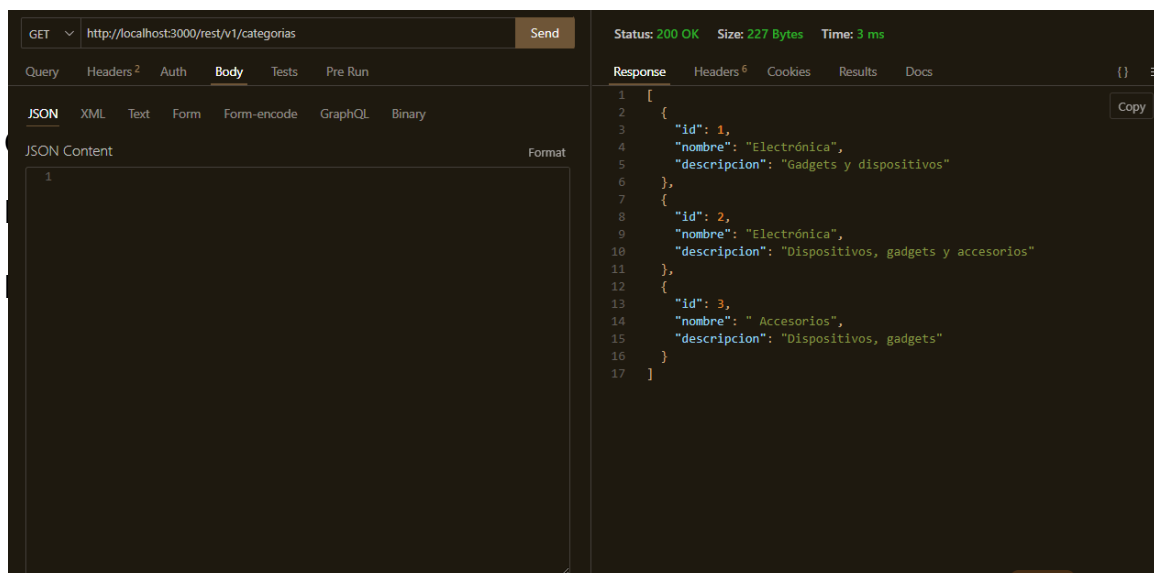 GET http://localhost:3000/rest/v1/categorias Send
Query Headers 2 Auth Body Tests Pre Run
JSON XML Text Form Form-encode GraphQL Binary
JSON Content Format
1
Status: 200 OK Size: 227 Bytes Time: 3 ms
Response Headers 6 Cookies Results Docs {}
Copy
1 [
2 {
3 "id": 1,
4 "nombre": "Electrónica",
5 "descripcion": "Gadgets y dispositivos"
6 },
7 {
8 "id": 2,
9 "nombre": "Electrónica",
10 "descripcion": "Dispositivos, gadgets y accesorios"
11 },
12 {
13 "id": 3,
14 "nombre": " Accesorios",
15 "descripcion": "Dispositivos, gadgets"
16 }
17 ]